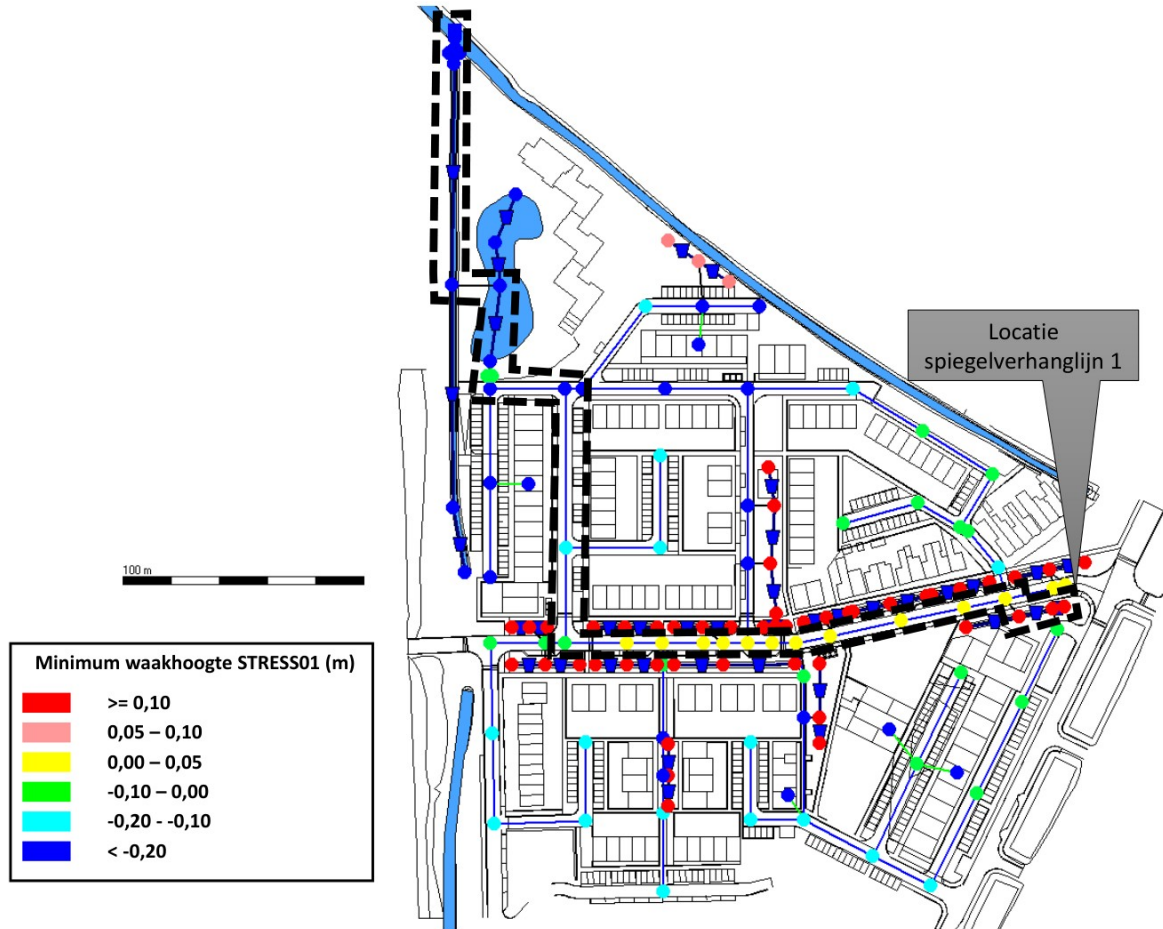 Locatie
spiegelverhanglijn 1
100 m
Minimum waakhoogte STRESS01 (m)
>= 0,10
0,05 – 0,10
0,00 – 0,05
-0,10 – 0,00
-0,20 - -0,10
< -0,20